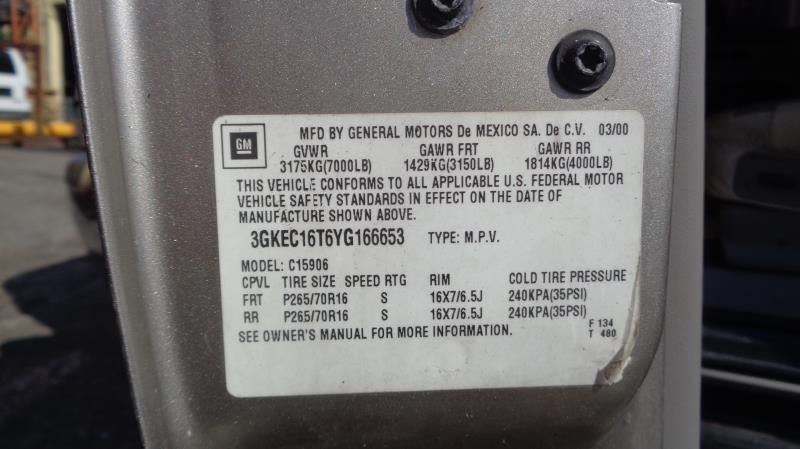 GM
MFD BY GENERAL MOTORS De MEXICO SA. De C.V. 03/00
GVWR GAWR FRT GAWR RR
3175KG(7000LB) 1429KG(3150LB) 1814KG(4000LB)
THIS VEHICLE CONFORMS TO ALL APPLICABLE U.S. FEDERAL MOTOR
VEHICLE SAFETY STANDARDS IN EFFECT ON THE DATE OF
MANUFACTURE SHOWN ABOVE.
3GKEC16T6YG166653 TYPE: M.P.V.
MODEL: C15906
CPVL TIRE SIZE SPEED RTG RIM COLD TIRE PRESSURE
FRT P265/70R16 S 16X7/6.5J 240KPA(35PSI)
RR P265/70R16 S 16X7/6.5J 240KPA(35PSI)
SEE OWNER'S MANUAL FOR MORE INFORMATION.
F 134
T 480